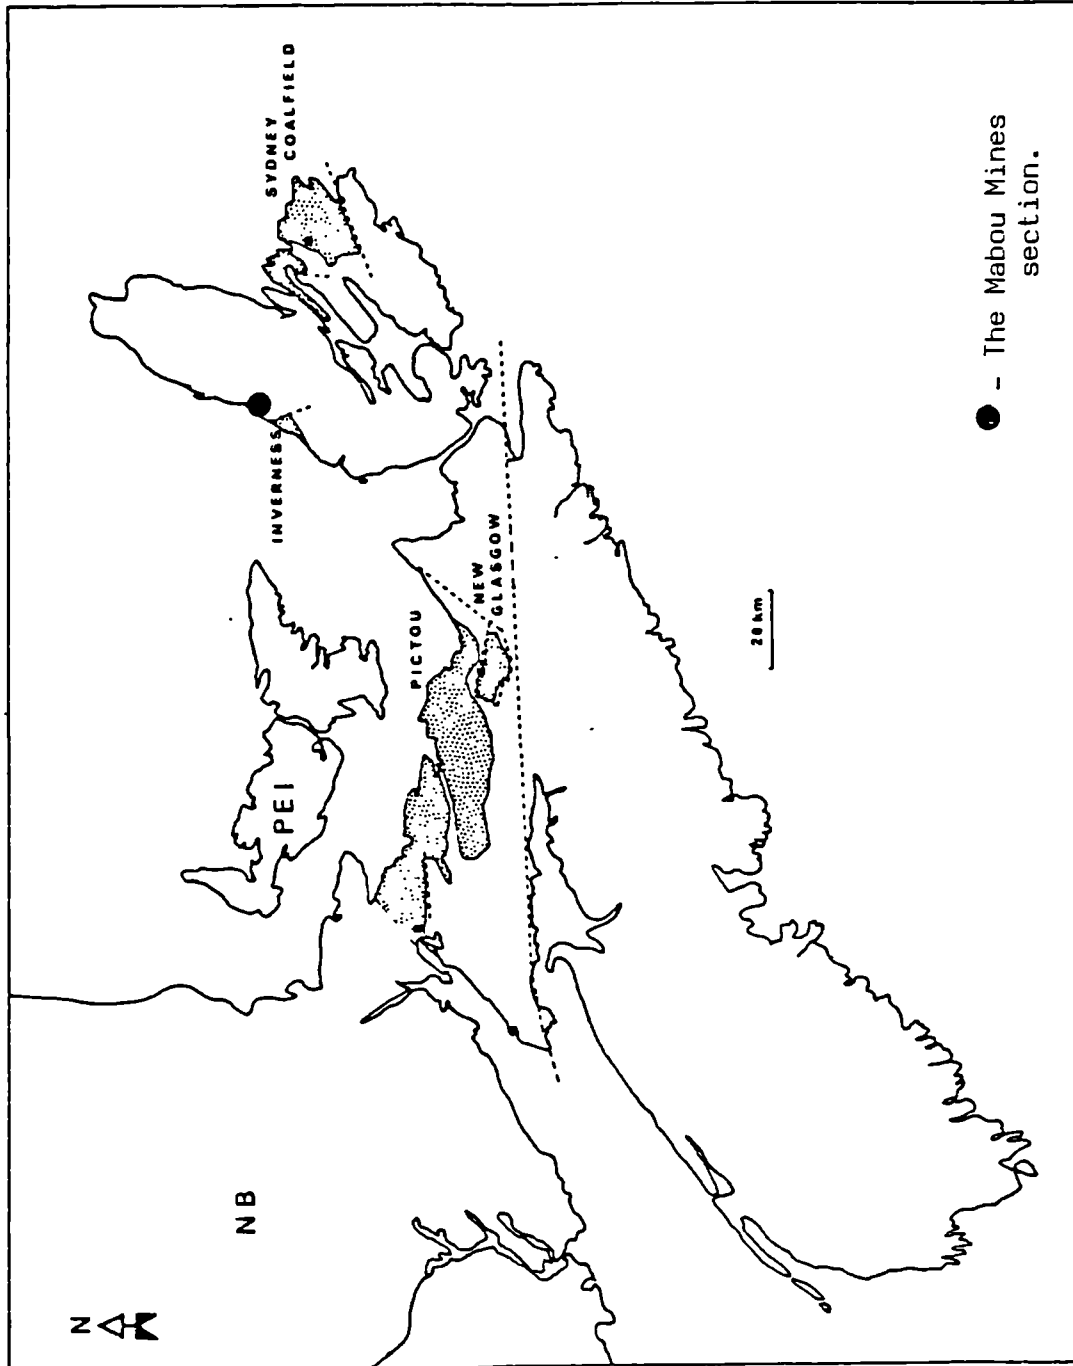 N
NB
PEI
PICTOU
NEW
GLASGOW
INVERNESS
SYDNEY
COALFIELD
20 km
- The Mabou Mines
section.